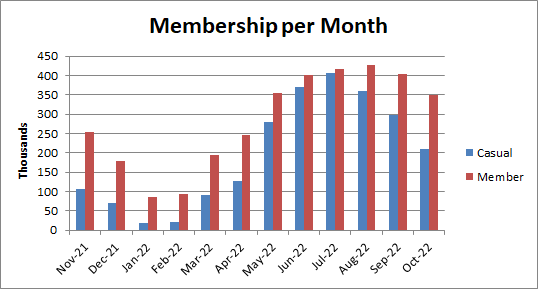 Membership per Month
450
400
350
300
250
200
150
100
50
0
Thousands
Nov-21
Dec-21
Jan-22
Feb-22
Mar-22
Apr-22
May-22
Jun-22
Jul-22
Aug-22
Sep-22
Oct-22
Casual
Member